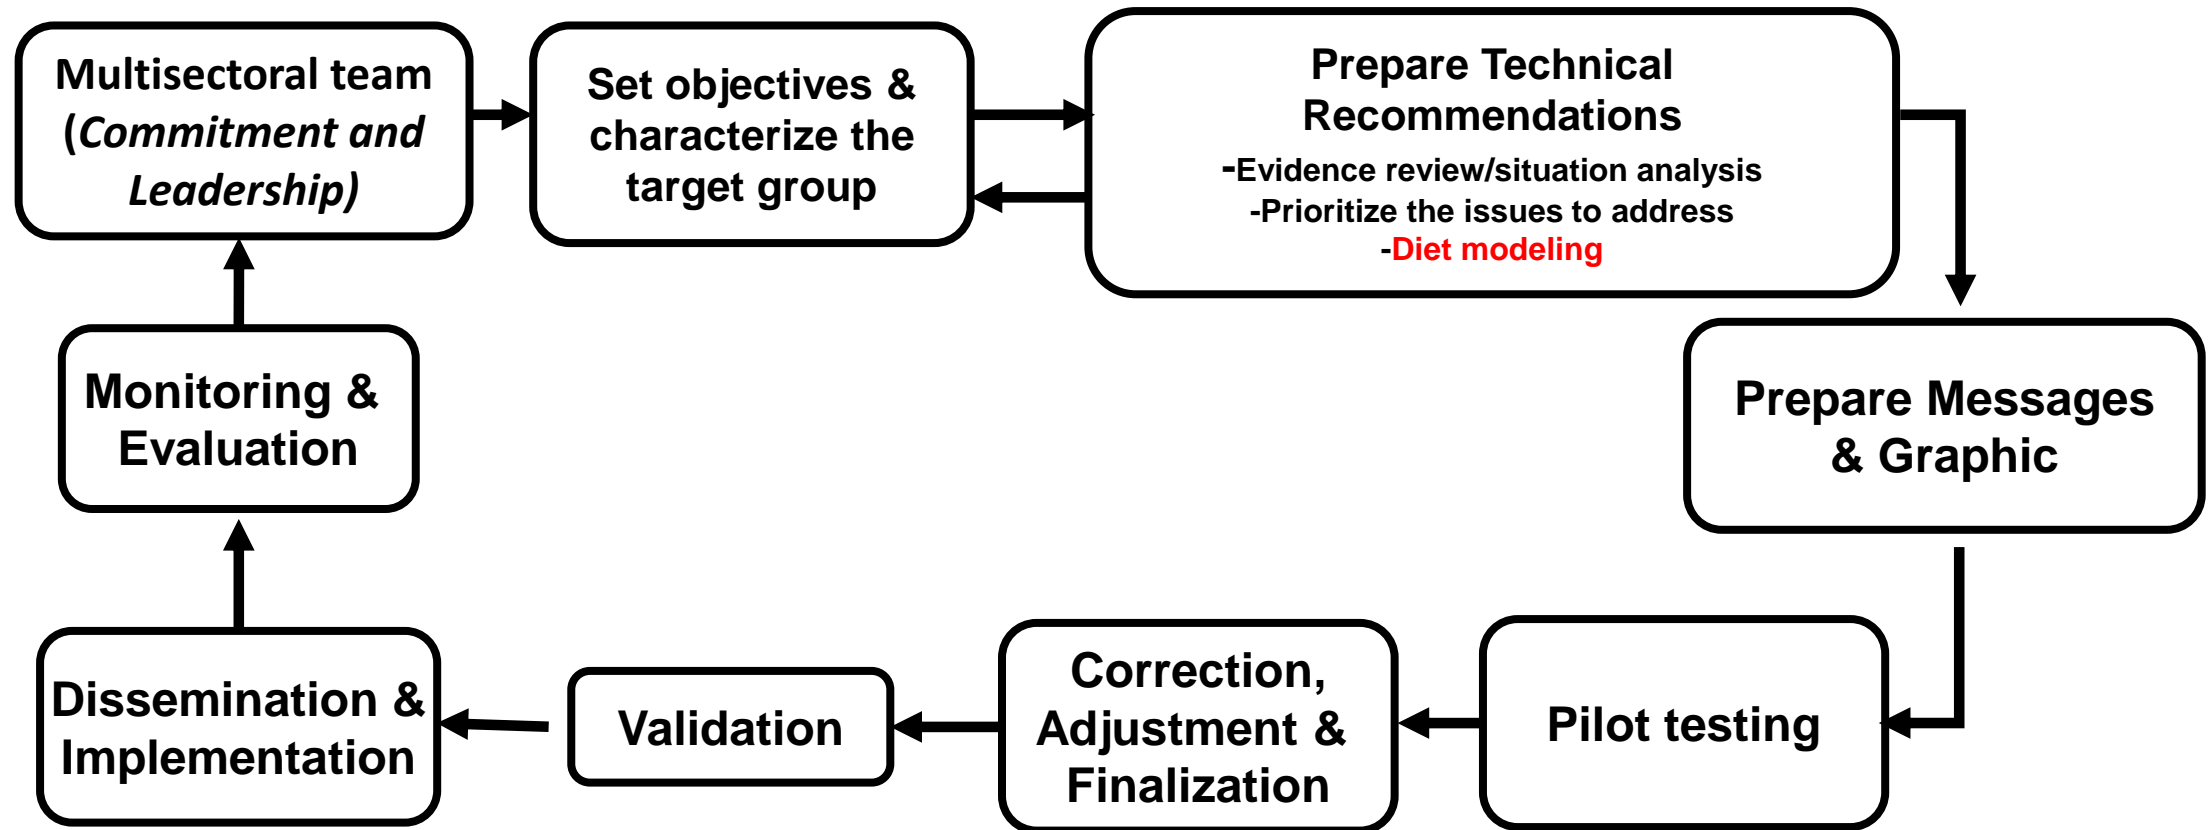 Multisectoral team
(Commitment and
Leadership)
Set objectives &
characterize the
target group
Prepare Technical
Recommendations
-Evidence review/situation analysis
-Prioritize the issues to address
-Diet modeling
Prepare Messages
& Graphic
Pilot testing
Correction,
Adjustment &
Finalization
Validation
Dissemination &
Implementation
Monitoring &
Evaluation